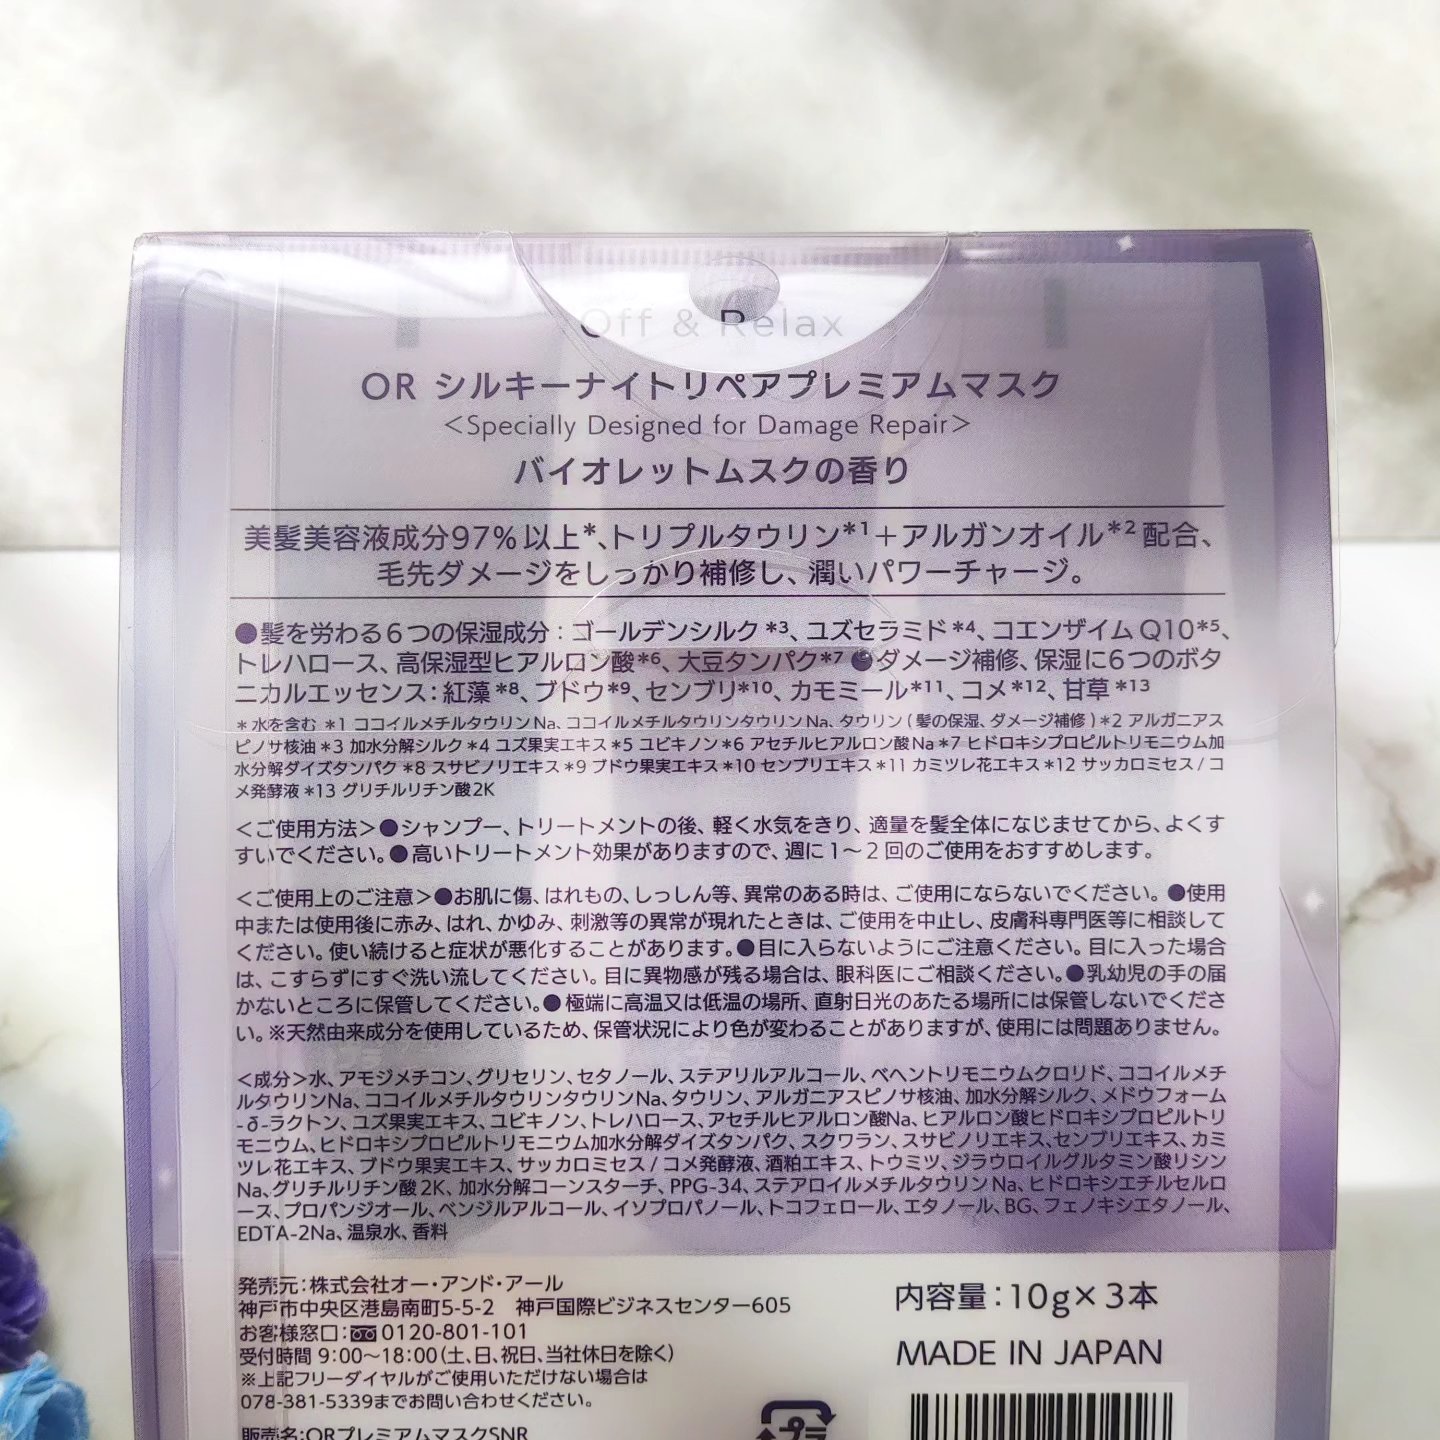 Off & Relax
OR シルキーナイトリペアプレミアムマスク
<Specially Designed for Damage Repair>
バイオレットムスクの香り
美髪美容液成分97%以上*、トリプルタウリン*1+アルガンオイル*2配合、
毛先ダメージをしっかり補修し、潤いパワーチャージ。
●髪を労わる6つの保湿成分:ゴールデンシルク*3、ユズセラミド*4、コエンザイムQ10*5、
トレハロース、高保湿型ヒアルロン酸*6、大豆タンパク*7 ●ダメージ補修、保湿に6つのボタ
ニカルエッセンス:紅藻*8、ブドウ*9、センブリ*10、カモミール*11、コメ*12、甘草*13
*水を含む *1 ココイルメチルタウリンNa、ココイルメチルタウリンタウリンNa、タウリン(髪の保湿、ダメージ補修)*2 アルガニアス
ピノサ核油*3 加水分解シルク*4 ユズ果実エキス*5 ユビキノン*6 アセチルヒアルロン酸Na*7 ヒドロキシプロピルトリモニウム加
水分解ダイズタンパク*8 スサビノリエキス*9 ブドウ果実エキス*10 センブリエキス*11 カミツレ花エキス*12 サッカロミセス/コ
メ発酵液*13 グリチルリチン酸2K
<ご使用方法>●シャンプー、トリートメントの後、軽く水気をきり、適量を髪全体になじませてから、よくす
すいでください。●高いトリートメント効果がありますので、週に1~2回のご使用をおすすめします。
<ご使用上のご注意>●お肌に傷、はれもの、しっしん等、異常のある時は、ご使用にならないでください。●使用
中または使用後に赤み、はれ、かゆみ、刺激等の異常が現れたときは、ご使用を中止し、皮膚科専門医等に相談して
ください。使い続けると症状が悪化することがあります。●目に入らないようにご注意ください。目に入った場合
は、こすらずにすぐ洗い流してください。目に異物感が残る場合は、眼科医にご相談ください。●乳幼児の手の届
かないところに保管してください。●極端に高温又は低温の場所、直射日光のあたる場所には保管しないでくださ
い。※天然由来成分を使用しているため、保管状況により色が変わることがありますが、使用には問題ありません。
<成分>水、アモジメチコン、グリセリン、セタノール、ステアリルアルコール、ベヘントリモニウムクロリド、ココイルメチ
ルタウリンNa、ココイルメチルタウリンタウリンNa、タウリン、アルガニアスピノサ核油、加水分解シルク、メドウフォーム
-δ-ラクトン、ユズ果実エキス、ユビキノン、トレハロース、アセチルヒアルロン酸Na、ヒアルロン酸ヒドロキシプロピルトリ
モニウム、ヒドロキシプロピルトリモニウム加水分解ダイズタンパク、スクワラン、スサビノリエキス、センブリエキス、カミ
ツレ花エキス、ブドウ果実エキス、サッカロミセス/コメ発酵液、酒粕エキス、トウミツ、ジラウロイルグルタミン酸リシン
Na、グリチルリチン酸2K、加水分解コーンスターチ、PPG-34、ステアロイルメチルタウリンNa、ヒドロキシエチルセルロ
ース、プロパンジオール、ベンジルアルコール、イソプロパノール、トコフェロール、エタノール、BG、フェノキシエタノール、
EDTA-2Na、温泉水、香料
発売元:株式会社オー・アンド・アール
神戸市中央区港島南町5-5-2 神戸国際ビジネスセンター605
お客様窓口:0120-801-101
受付時間 9:00~18:00(土、日、祝日、当社休日を除く)
※上記フリーダイヤルがご使用いただけない場合は
078-381-5339までお問い合わせください。
販売名:ORプレミアムマスクSNR
内容量:10g×3本
MADE IN JAPAN
プラ